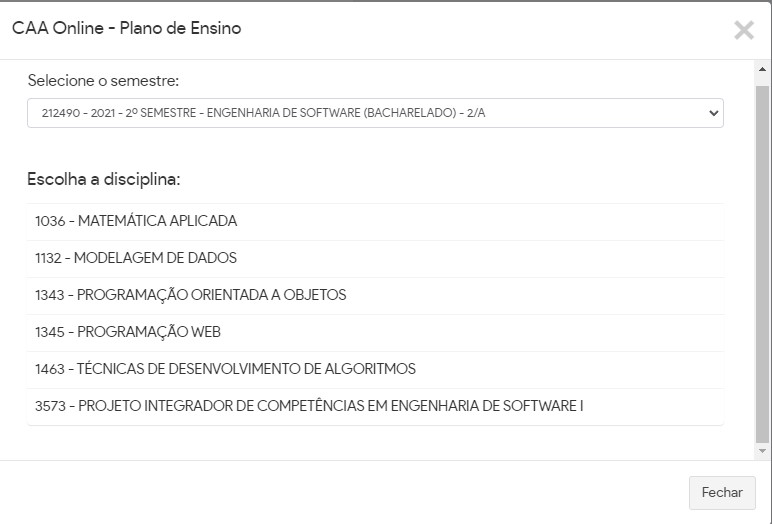 CAA Online - Plano de Ensino
Selecione o semestre:
212490 - 2021 - 2º SEMESTRE - ENGENHARIA DE SOFTWARE (BACHARELADO) - 2/A
Escolha a disciplina:
1036 - MATEMÁTICA APLICADA
1132 - MODELAGEM DE DADOS
1343 - PROGRAMAÇÃO ORIENTADA A OBJETOS
1345 - PROGRAMAÇÃO WEB
1463 - TÉCNICAS DE DESENVOLVIMENTO DE ALGORITMOS
3573 - PROJETO INTEGRADOR DE COMPETÊNCIAS EM ENGENHARIA DE SOFTWARE I
Fechar